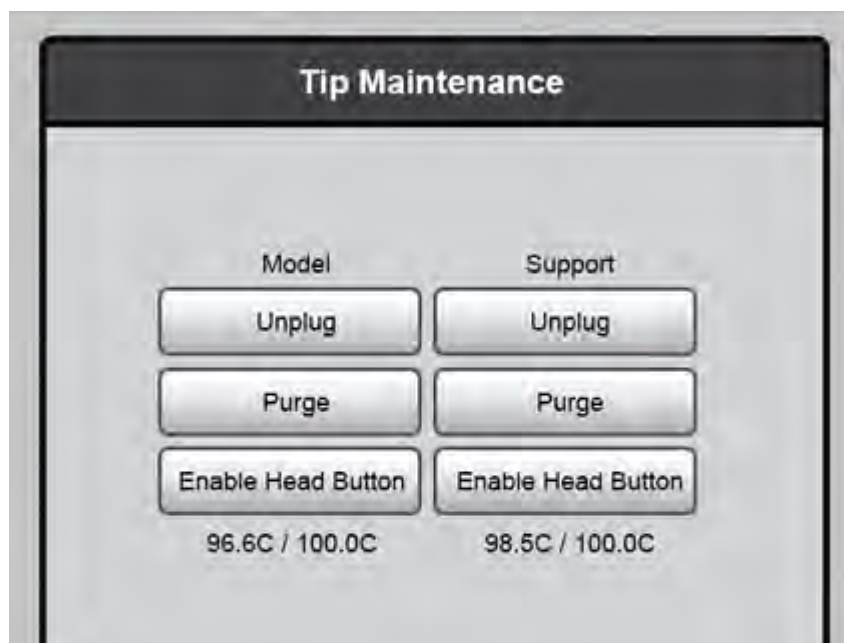 Tip Maintenance
Model Support
Unplug Unplug
Purge Purge
Enable Head Button Enable Head Button
96.6C / 100.0C 98.5C / 100.0C